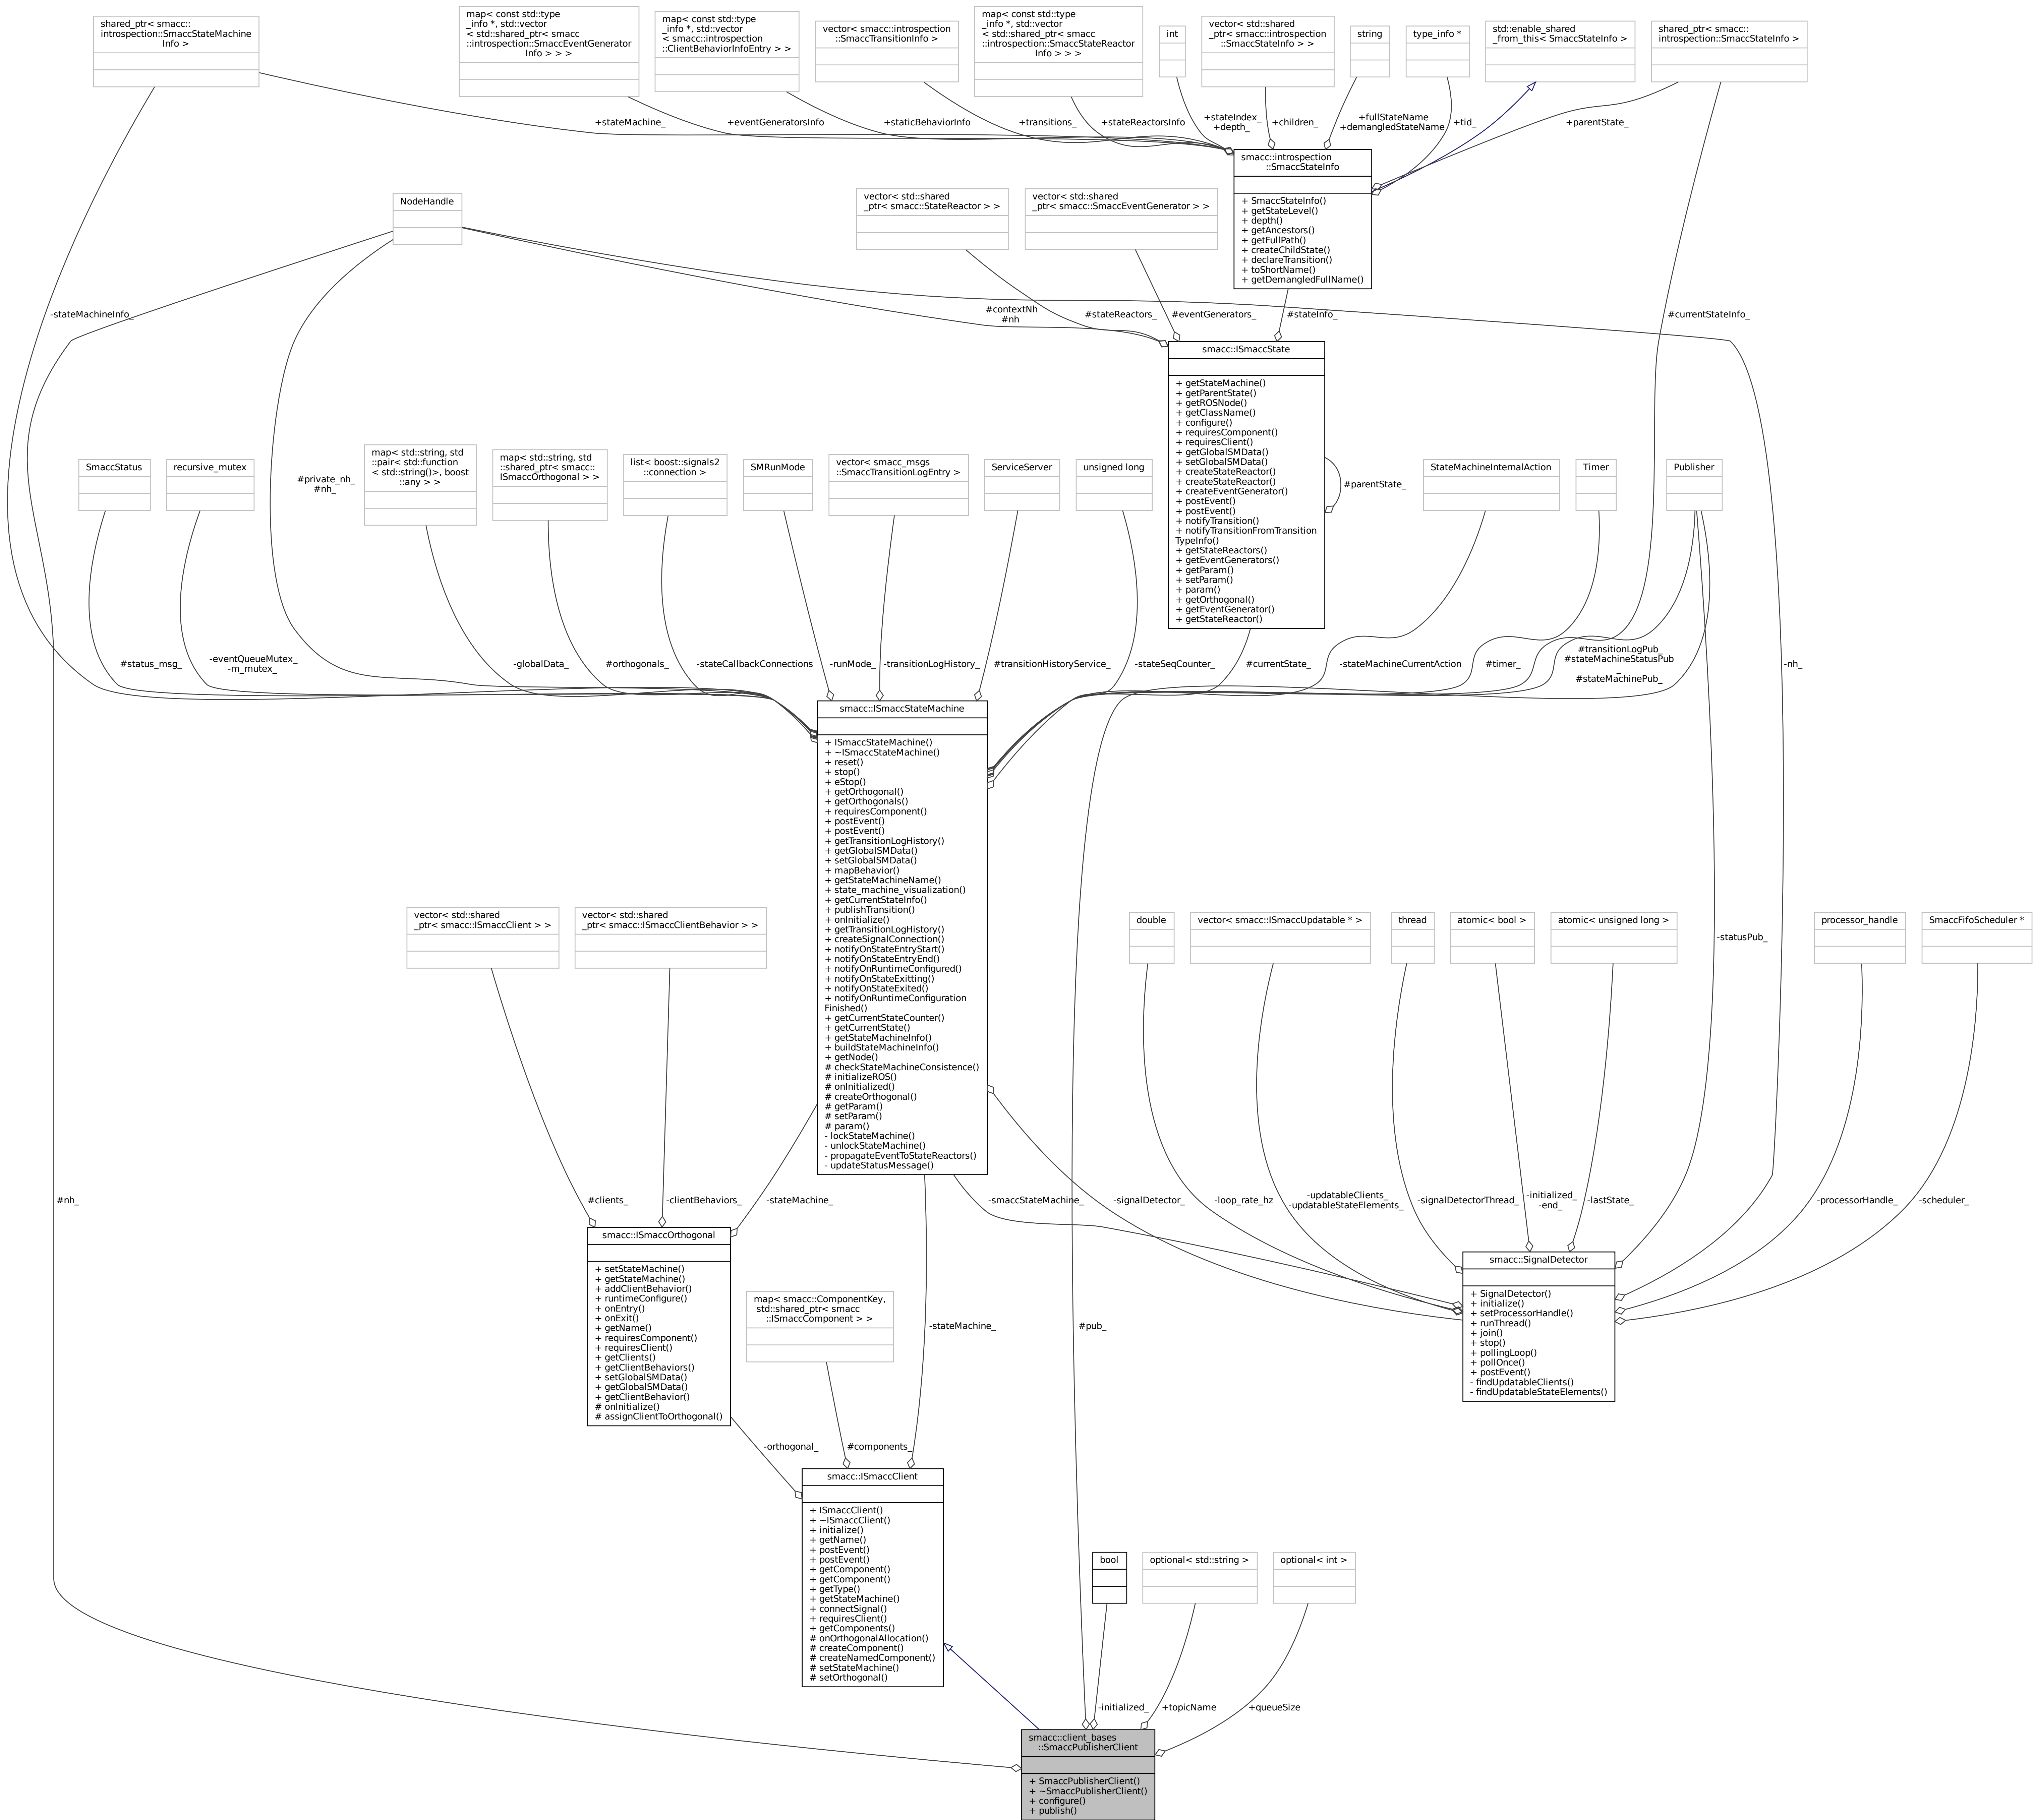 shared_ptr< smacc::
introspection::SmaccStateMachine
Info >
map< const std::type
_info *, std::vector
< std::shared_ptr< smacc
::introspection::SmaccEventGenerator
Info > > >
map< const std::type
_info *, std::vector
< smacc::introspection
::ClientBehaviorInfoEntry > >
vector< smacc::introspection
::SmaccTransitionInfo >
map< const std::type
_info *, std::vector
< std::shared_ptr< smacc
::introspection::SmaccStateReactor
Info > > >
int
vector< std::shared
_ptr< smacc::introspection
::SmaccStateInfo > >
string
type_info *
std::enable_shared
_from_this< SmaccStateInfo >
shared_ptr< smacc::
introspection::SmaccStateInfo >
+stateMachine_
+eventGeneratorsInfo
+staticBehaviorInfo
+transitions_
+stateReactorsInfo
+stateIndex_
+depth_
+children_
+fullStateName
+demangledStateName
+tid_
+parentState_
smacc::introspection
::SmaccStateInfo
+ SmaccStateInfo()
+ getStateLevel()
+ depth()
+ getAncestors()
+ getFullPath()
+ createChildState()
+ declareTransition()
+ toShortName()
+ getDemangledFullName()
NodeHandle
vector< std::shared
_ptr< smacc::StateReactor > >
vector< std::shared
_ptr< smacc::SmaccEventGenerator > >
-stateMachineInfo_
#contextNh
#nh
#stateReactors_
#eventGenerators_
#stateInfo_
#currentStateInfo_
smacc::ISmaccState
+ getStateMachine()
+ getParentState()
+ getROSNode()
+ getClassName()
+ configure()
+ requiresComponent()
+ requiresClient()
+ getGlobalSMData()
+ setGlobalSMData()
+ createStateReactor()
+ createStateReactor()
+ createEventGenerator()
+ postEvent()
+ postEvent()
+ notifyTransition()
+ notifyTransitionFromTransition
TypeInfo()
+ getStateReactors()
+ getEventGenerators()
+ getParam()
+ setParam()
+ param()
+ getOrthogonal()
+ getEventGenerator()
+ getStateReactor()
#parentState_
SmaccStatus
recursive_mutex
#private_nh_
#nh_
map< std::string, std
::pair< std::function
< std::string()>, boost
::any > >
map< std::string, std
::shared_ptr< smacc::
ISmaccOrthogonal > >
list< boost::signals2
::connection >
SMRunMode
vector< smacc_msgs
::SmaccTransitionLogEntry >
ServiceServer
unsigned long
StateMachineInternalAction
Timer
Publisher
#status_msg_
-eventQueueMutex_
-m_mutex_
-globalData_
#orthogonals_
-stateCallbackConnections
-runMode_
-transitionLogHistory_
#transitionHistoryService_
-stateSeqCounter_
#currentState_
-stateMachineCurrentAction
#timer_
#transitionLogPub_
#stateMachineStatusPub
_
#stateMachinePub_
-nh_
smacc::ISmaccStateMachine
+ ISmaccStateMachine()
+ ~ISmaccStateMachine()
+ reset()
+ stop()
+ eStop()
+ getOrthogonal()
+ getOrthogonals()
+ requiresComponent()
+ postEvent()
+ postEvent()
+ getTransitionLogHistory()
+ getGlobalSMData()
+ setGlobalSMData()
+ mapBehavior()
+ getStateMachineName()
+ state_machine_visualization()
+ getCurrentStateInfo()
+ publishTransition()
+ onInitialize()
+ getTransitionLogHistory()
+ createSignalConnection()
+ notifyOnStateEntryStart()
+ notifyOnStateEntryEnd()
+ notifyOnRuntimeConfigured()
+ notifyOnStateExitting()
+ notifyOnStateExited()
+ notifyOnRuntimeConfiguration
Finished()
+ getCurrentStateCounter()
+ getCurrentState()
+ getStateMachineInfo()
+ buildStateMachineInfo()
+ getNode()
# checkStateMachineConsistence()
# initializeROS()
# onInitialized()
# createOrthogonal()
# getParam()
# setParam()
# param()
- lockStateMachine()
- unlockStateMachine()
- propagateEventToStateReactors()
- updateStatusMessage()
vector< std::shared
_ptr< smacc::ISmaccClient > >
vector< std::shared
_ptr< smacc::ISmaccClientBehavior > >
double
vector< smacc::ISmaccUpdatable * >
thread
atomic< bool >
atomic< unsigned long >
-statusPub_
processor_handle
SmaccFifoScheduler *
#nh_
#clients_
-clientBehaviors_
-stateMachine_
-smaccStateMachine_
-signalDetector_
-loop_rate_hz
-updatableClients_
-updatableStateElements_
-signalDetectorThread_
-initialized_
-end_
-lastState_
-processorHandle_
-scheduler_
smacc::ISmaccOrthogonal
+ setStateMachine()
+ getStateMachine()
+ addClientBehavior()
+ runtimeConfigure()
+ onEntry()
+ onExit()
+ getName()
+ requiresComponent()
+ requiresClient()
+ getClients()
+ getClientBehaviors()
+ setGlobalSMData()
+ getGlobalSMData()
+ getClientBehavior()
# onInitialize()
# assignClientToOrthogonal()
smacc::SignalDetector
+ SignalDetector()
+ initialize()
+ setProcessorHandle()
+ runThread()
+ join()
+ stop()
+ pollingLoop()
+ pollOnce()
+ postEvent()
- findUpdatableClients()
- findUpdatableStateElements()
map< smacc::ComponentKey,
std::shared_ptr< smacc
::ISmaccComponent > >
-stateMachine_
#pub_
-orthogonal_
#components_
smacc::ISmaccClient
+ ISmaccClient()
+ ~ISmaccClient()
+ initialize()
+ getName()
+ postEvent()
+ postEvent()
+ getComponent()
+ getComponent()
+ getType()
+ getStateMachine()
+ connectSignal()
+ requiresClient()
+ getComponents()
# onOrthogonalAllocation()
# createComponent()
# createNamedComponent()
# setStateMachine()
# setOrthogonal()
bool
optional< std::string >
optional< int >
-initialized_
+topicName
+queueSize
smacc::client_bases
::SmaccPublisherClient
+ SmaccPublisherClient()
+ ~SmaccPublisherClient()
+ configure()
+ publish()